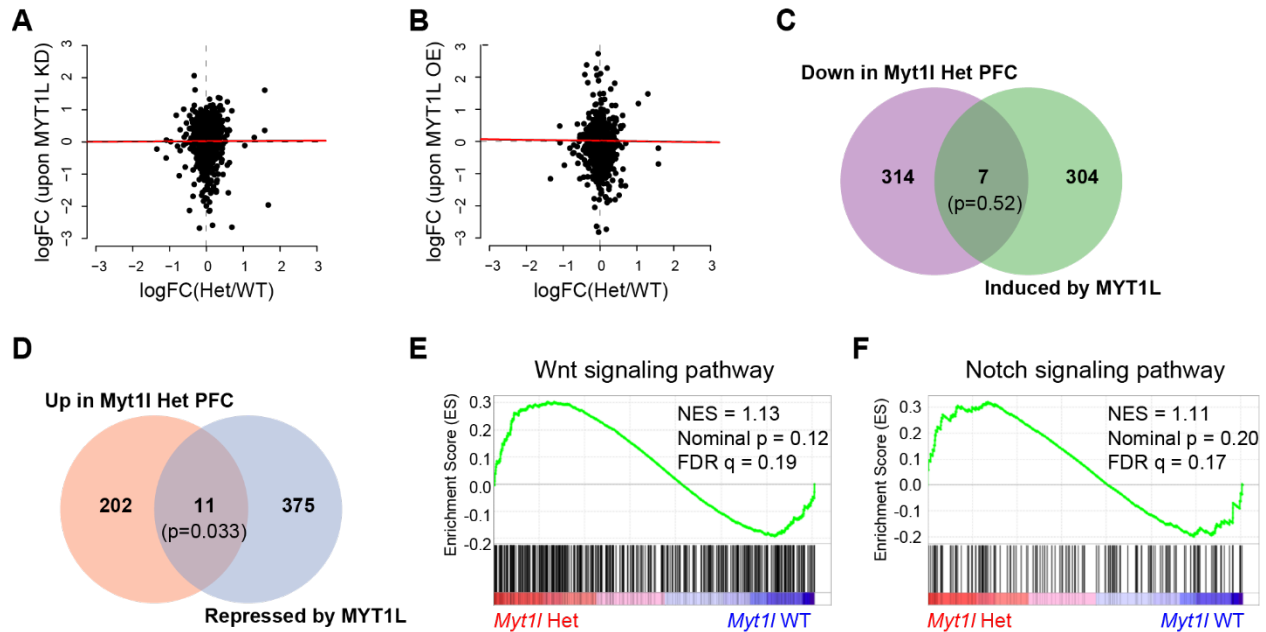 A
3
2
1
0
−1
−2
−3
logFC (upon MYT1L KD)
−3 −2 −1 0 1 2 3
logFC(Het/WT)
B
3
2
1
0
−1
−2
−3
logFC (upon MYT1L OE)
−3 −2 −1 0 1 2 3
logFC(Het/WT)
C
Down in Myt1l Het PFC
314 7 304
(p=0.52)
Induced by MYT1L
D
Up in Myt1l Het PFC
202 11 375
(p=0.033)
Repressed by MYT1L
E
Wnt signaling pathway
Enrichment Score (ES)
0.3
0.2
0.1
0.0
-0.1
-0.2
NES = 1.13
Nominal p = 0.12
FDR q = 0.19
Myt1l Het Myt1l WT
F
Notch signaling pathway
Enrichment Score (ES)
0.3
0.2
0.1
0.0
-0.1
-0.2
NES = 1.11
Nominal p = 0.20
FDR q = 0.17
Myt1l Het Myt1l WT